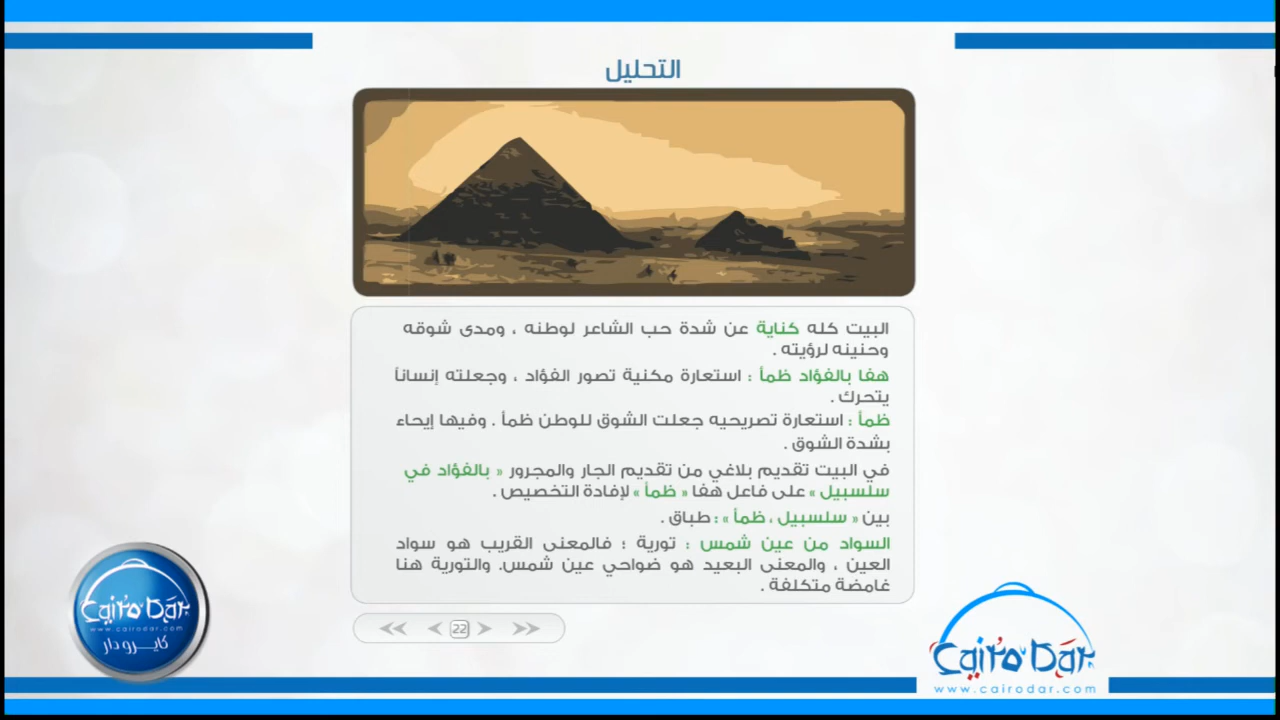 التحليل
البيت كله كناية عن شدة حب الشاعر لوطنه ، ومدى شوقه
وحنينه لرؤيته .
هفا بالفؤاد ظمأ : استعارة مكنية تصور الفؤاد ، وجعلته إنساناً
يتحرك .
ظمأ : استعارة تصريحيه جعلت الشوق للوطن ظمأ . وفيها إيحاء
بشدة الشوق .
في البيت تقديم بلاغي من تقديم الجار والمجرور « بالفؤاد في
سلسبيل » على فاعل هفا « ظمأ » لإفادة التخصيص .
بين « سلسبيل ، ظمأ » : طباق .
السواد من عين شمس : تورية ؛ فالمعنى القريب هو سواد
العين ، والمعنى البعيد هو ضواحي عين شمس. والتورية هنا
غامضة متكلفة .
22
Cairo Dar
www.cairodar.com
كايــرو دار
Cairo Dar
www.cairodar.com